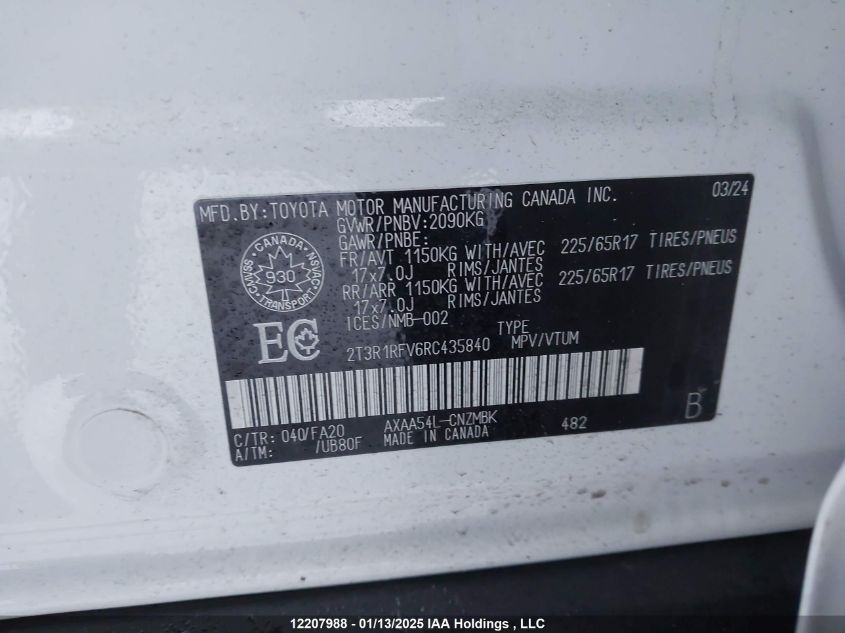 MFD.BY:TOYOTA MOTOR MANUFACTURING CANADA INC. 03/24
GVWR/PNBV:2090KG
GAWR/PNBE:
FR/AVT 1150KG WITH/AVEC 225/65R17 TIRES/PNEUS
17x7.0J RIMS/JANTES
RR/ARR 1150KG WITH/AVEC 225/65R17 TIRES/PNEUS
17x7.0J RIMS/JANTES
ICES/NMB-002
CANADA
CMVSS 930 NSVAC
TRANSPORT
EC
TYPE
2T3R1RFV6RC435840 MPV/VTUM
C/TR: 040/FA20 AXAA54L-CNZMBK 482 B
A/TM: /UB80F MADE IN CANADA
12207988 - 01/13/2025 IAA Holdings , LLC